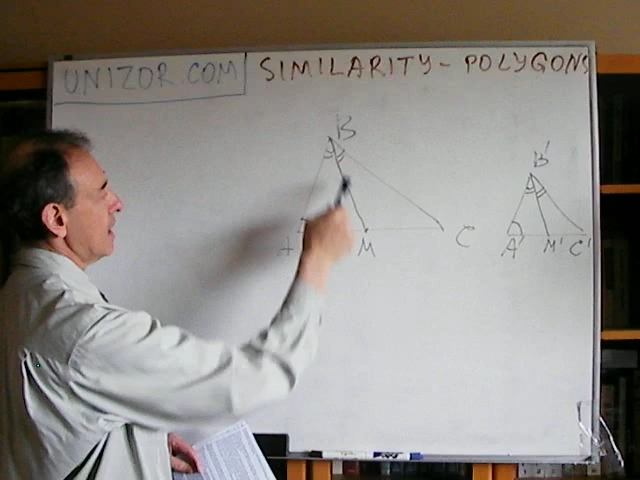 UNIZOR.COM
SIMILARITY - POLYGONS
B
A M C
B'
A' M' C'